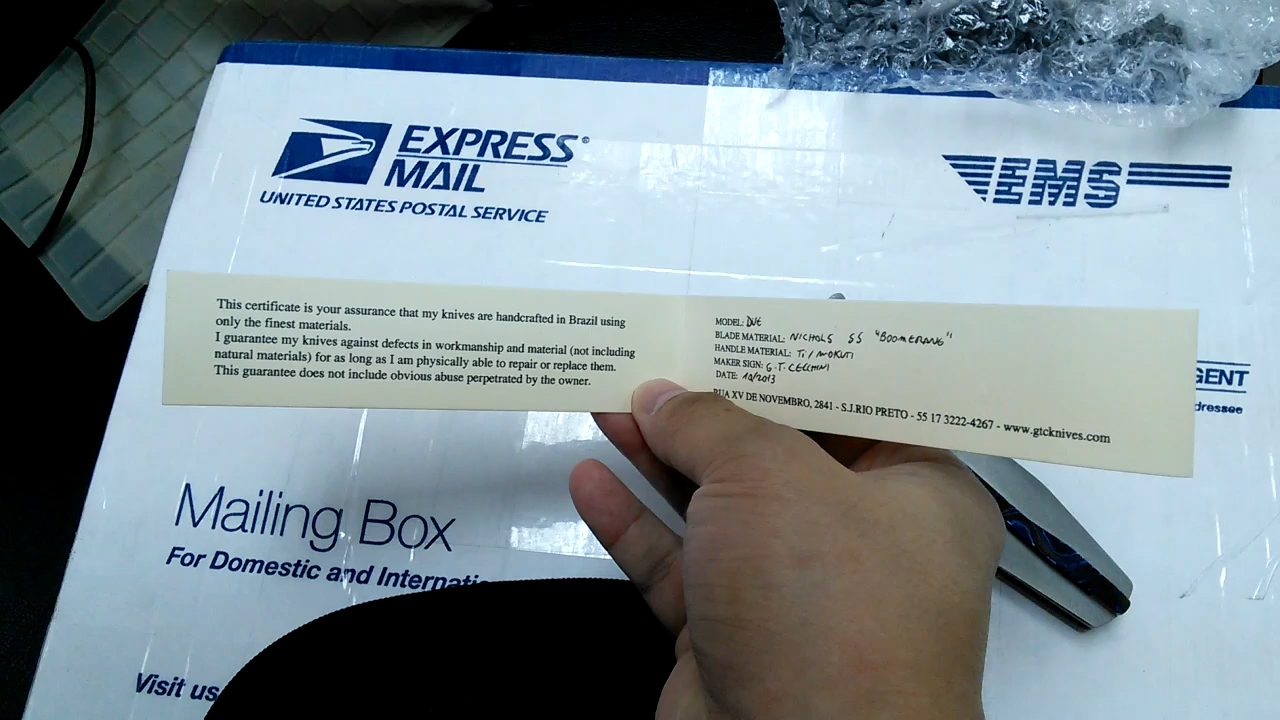 EXPRESS
MAIL
UNITED STATES POSTAL SERVICE
EMS
This certificate is your assurance that my knives are handcrafted in Brazil using
only the finest materials.
I guarantee my knives against defects in workmanship and material (not including
natural materials) for as long as I am physically able to repair or replace them.
This guarantee does not include obvious abuse perpetrated by the owner.
MODEL: DUE
BLADE MATERIAL: NICHOLS SS "BOOMERANG"
HANDLE MATERIAL: Ti / MOKUTI
MAKER SIGN: G.T. CECCHINI
DATE: 10/2013
RUA XV DE NOVEMBRO, 2841 - S.J.RIO PRETO - 55 17 3222-4267 - www.gtcknives.com
GENT
dressee
Mailing Box
For Domestic and Internati
Visit us